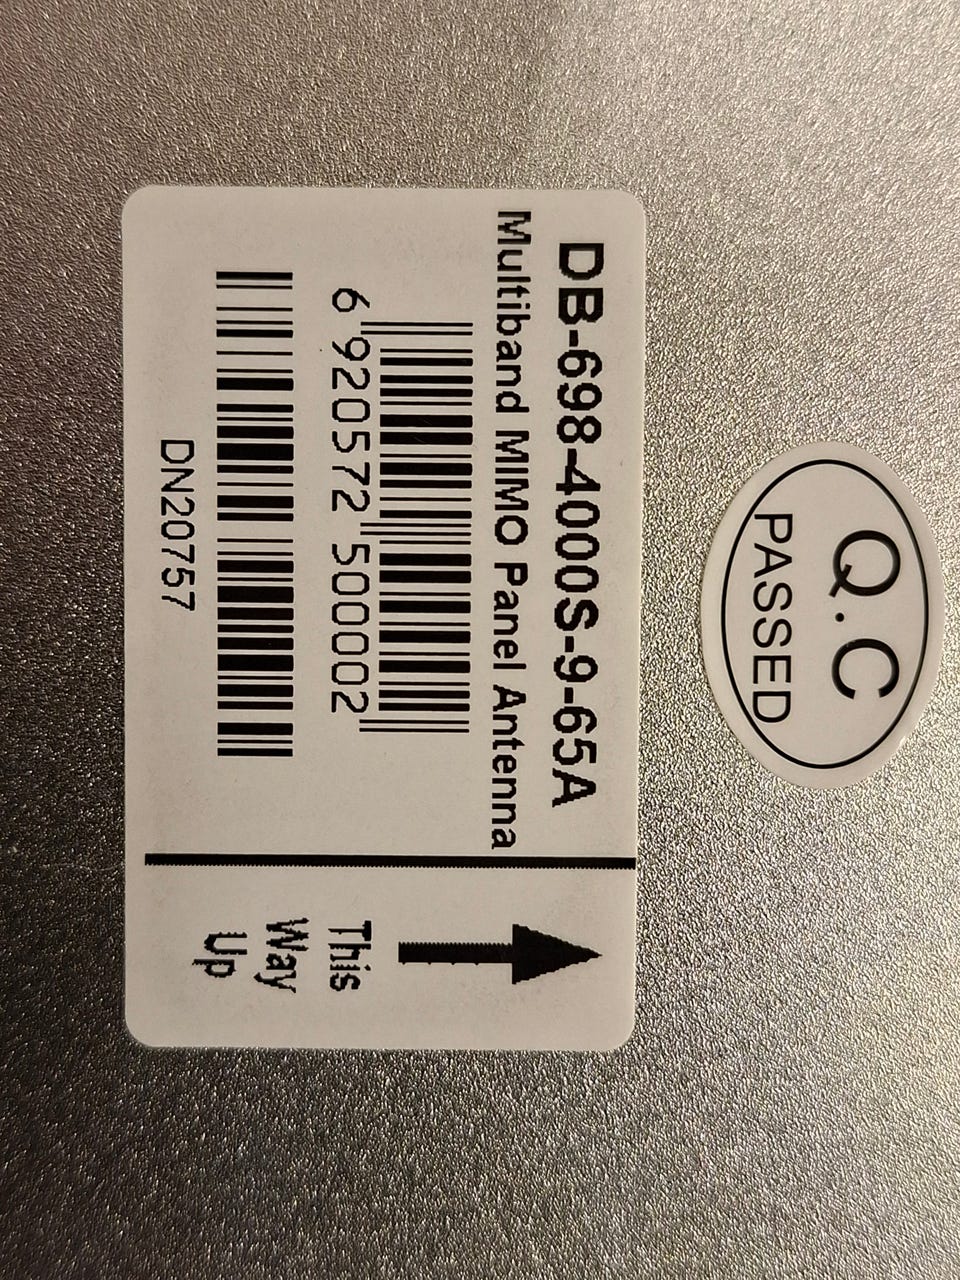 Q.C
PASSED
DB-698-4000S-9-65A
Multiband MIMO Panel Antenna
6 920572 500002
DN20757
This
Way
Up